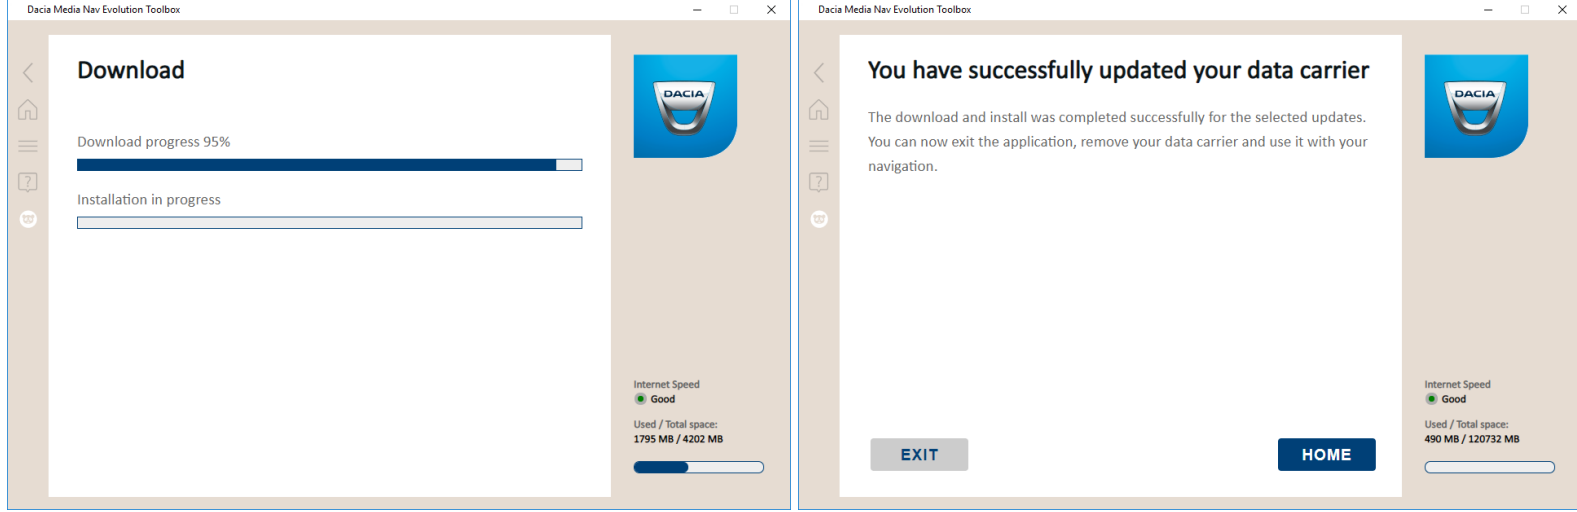 Dacia Media Nav Evolution Toolbox
Download
Download progress 95%
Installation in progress
DACIA
Internet Speed
Good
Used / Total space:
1795 MB / 4202 MB
Dacia Media Nav Evolution Toolbox
You have successfully updated your data carrier
The download and install was completed successfully for the selected updates.
You can now exit the application, remove your data carrier and use it with your
navigation.
EXIT
HOME
DACIA
Internet Speed
Good
Used / Total space:
490 MB / 120732 MB